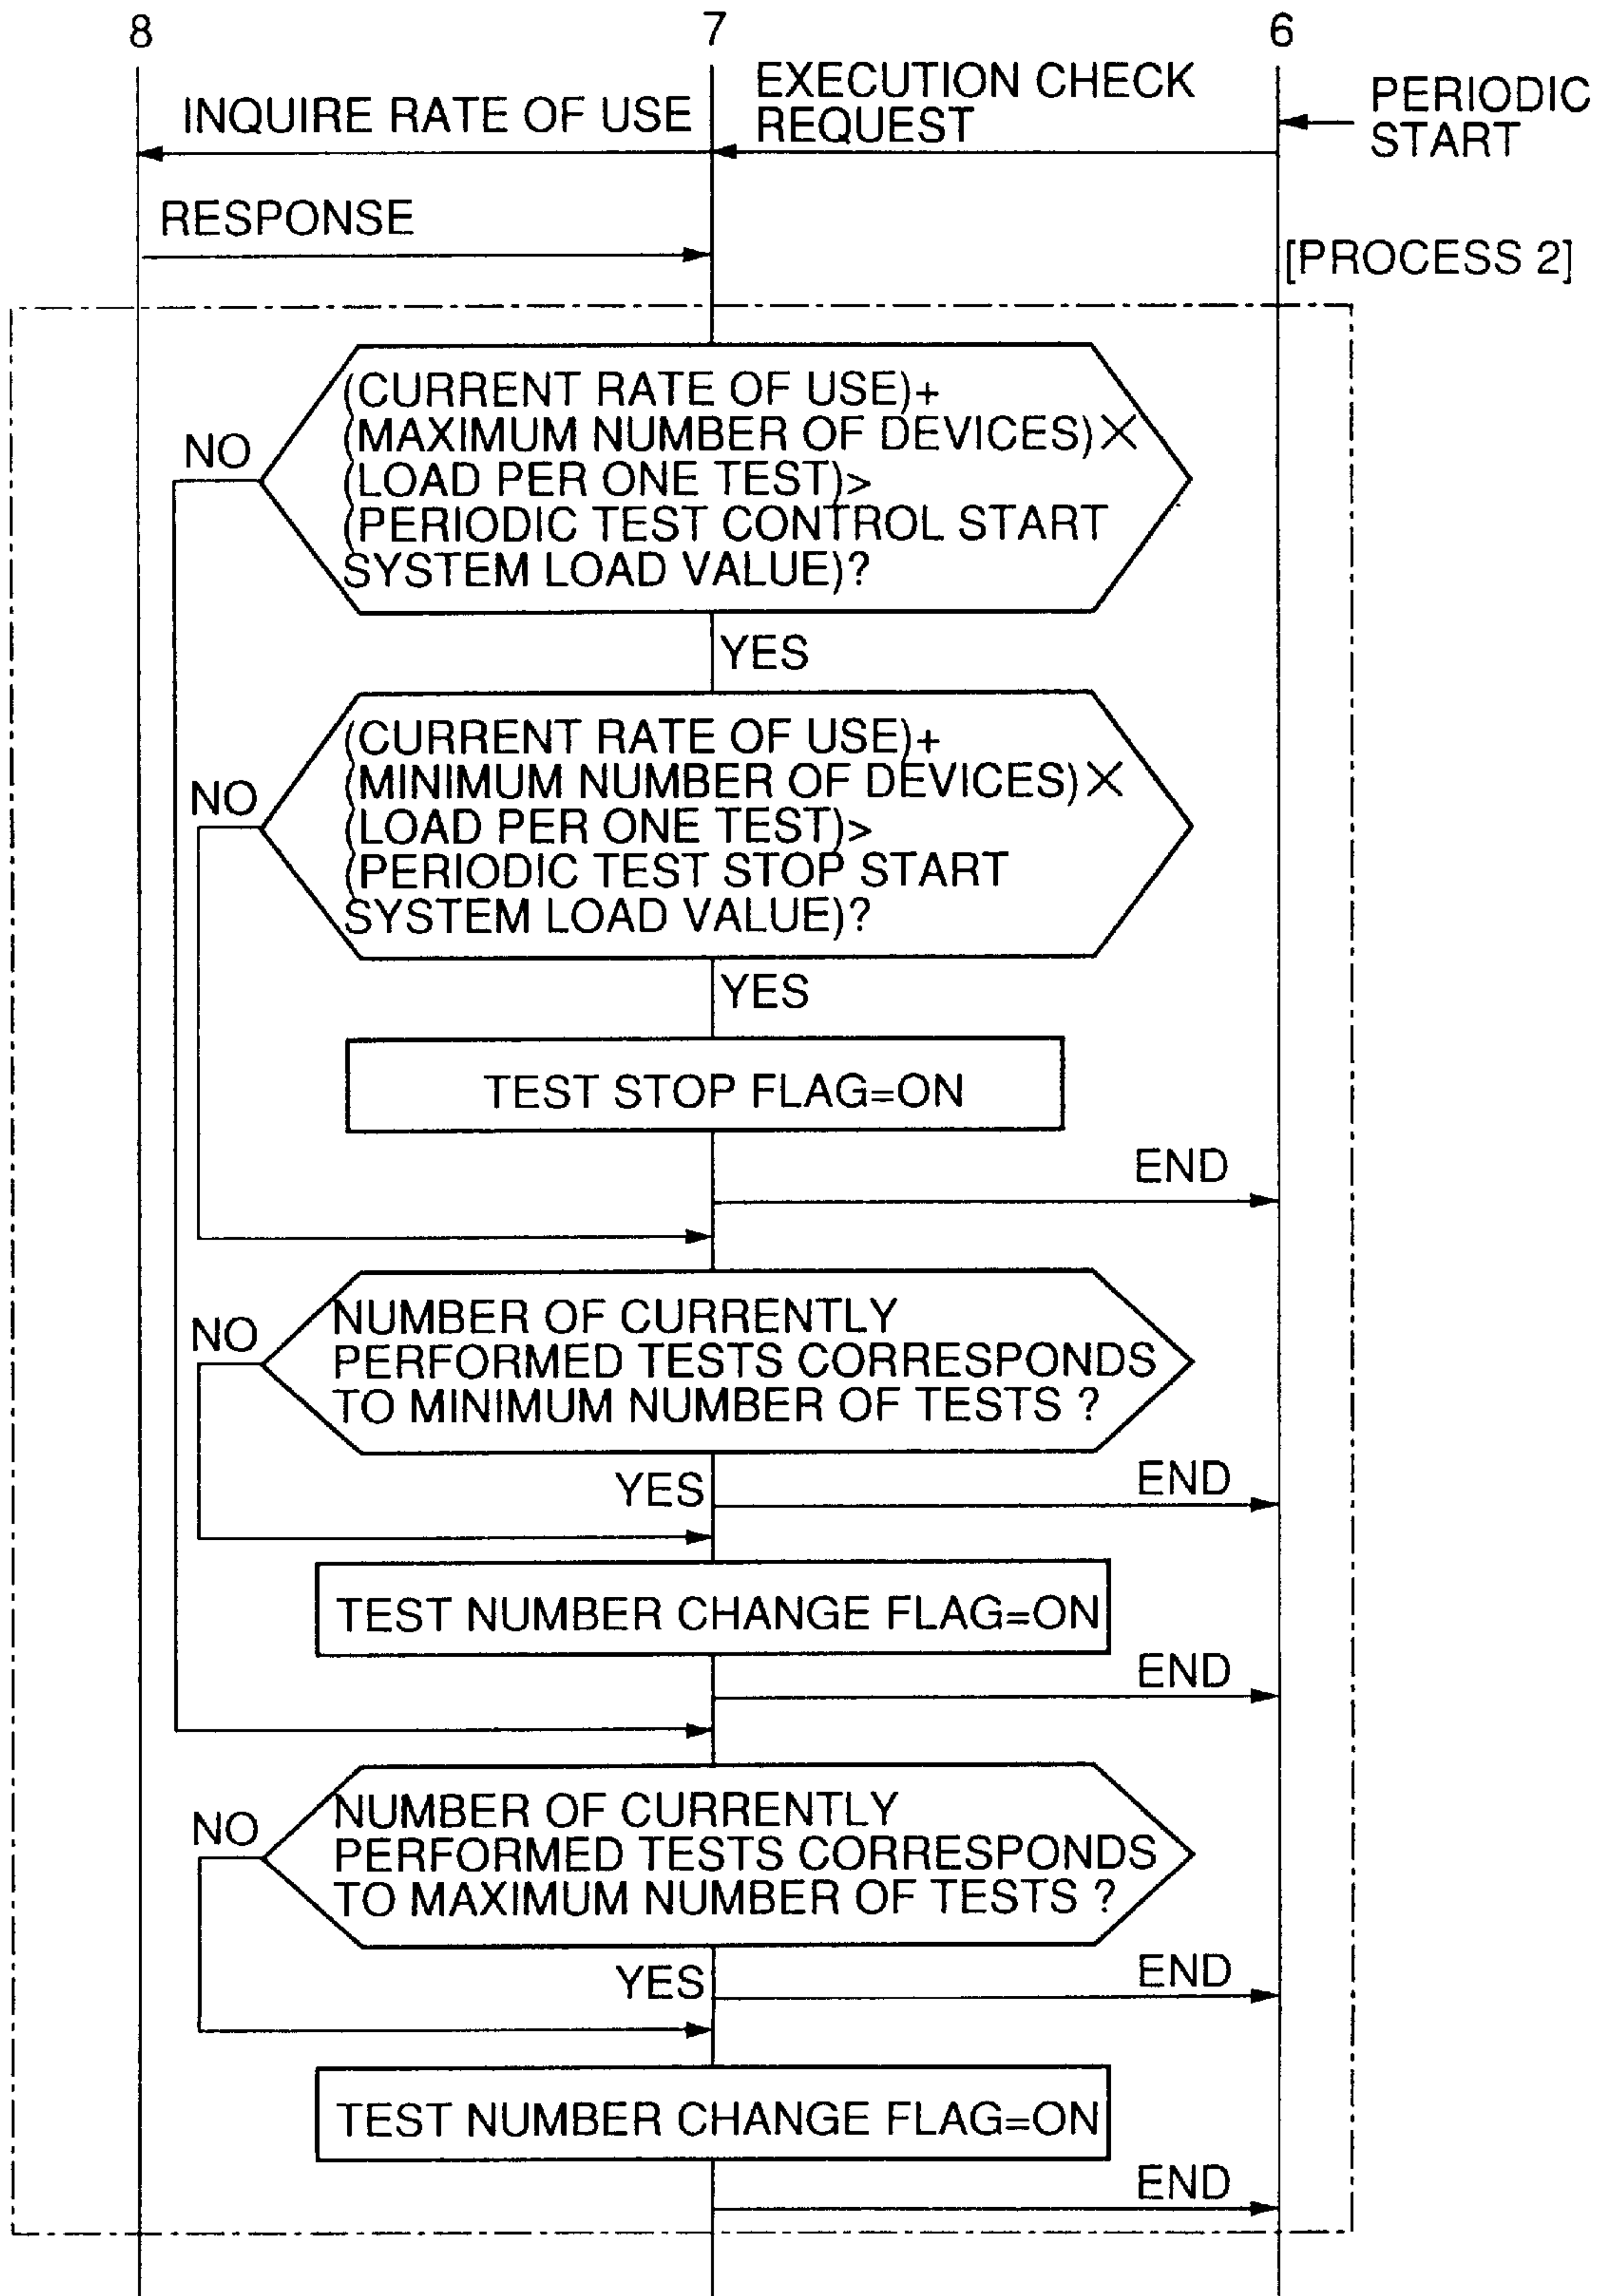 8
7
6
EXECUTION CHECK
REQUEST
INQUIRE RATE OF USE
PERIODIC
START
RESPONSE
[PROCESS 2]
(CURRENT RATE OF USE)+
(MAXIMUM NUMBER OF DEVICES)×
(LOAD PER ONE TEST)>
(PERIODIC TEST CONTROL START
SYSTEM LOAD VALUE)?
NO
YES
(CURRENT RATE OF USE)+
(MINIMUM NUMBER OF DEVICES)×
(LOAD PER ONE TEST)>
(PERIODIC TEST STOP START
SYSTEM LOAD VALUE)?
NO
YES
TEST STOP FLAG=ON
END
NUMBER OF CURRENTLY
PERFORMED TESTS CORRESPONDS
TO MINIMUM NUMBER OF TESTS ?
NO
YES
END
TEST NUMBER CHANGE FLAG=ON
END
NUMBER OF CURRENTLY
PERFORMED TESTS CORRESPONDS
TO MAXIMUM NUMBER OF TESTS ?
NO
YES
END
TEST NUMBER CHANGE FLAG=ON
END